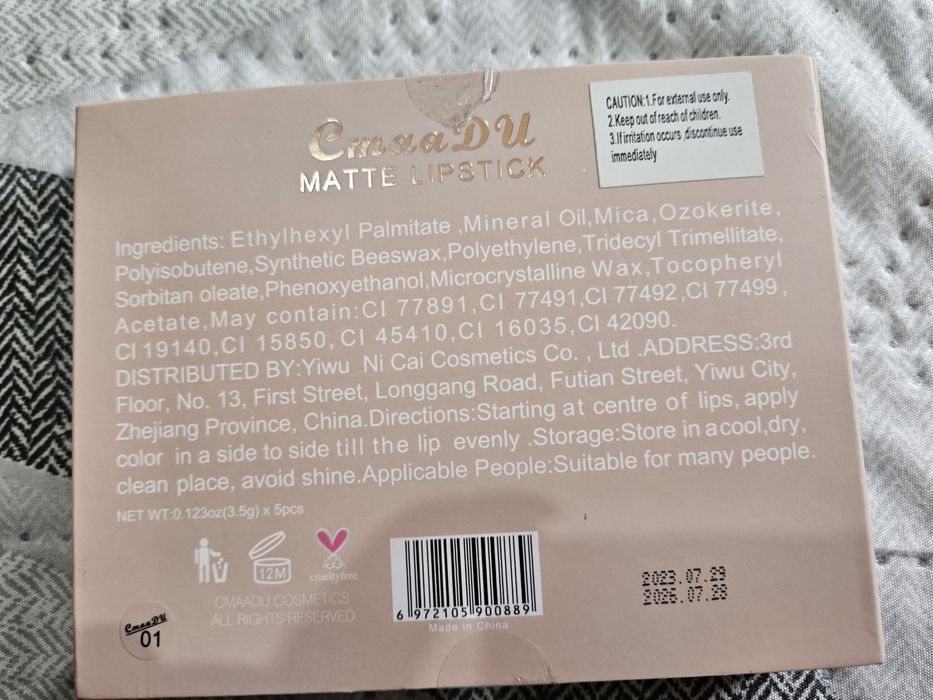 CmaaDU
MATTE LIPSTICK
CAUTION:1.For external use only.
2.Keep out of reach of children.
3.If irritation occurs ,discontinue use
immediately
Ingredients: Ethylhexyl Palmitate ,Mineral Oil,Mica,Ozokerite,
Polyisobutene,Synthetic Beeswax,Polyethylene,Tridecyl Trimellitate,
Sorbitan oleate,Phenoxyethanol,Microcrystalline Wax,Tocopheryl
Acetate,May contain:CI 77891,CI 77491,CI 77492,CI 77499,
CI 19140,CI 15850, CI 45410,CI 16035,CI 42090.
DISTRIBUTED BY:Yiwu Ni Cai Cosmetics Co. , Ltd .ADDRESS:3rd
Floor, No. 13, First Street, Longgang Road, Futian Street, Yiwu City,
Zhejiang Province, China.Directions:Starting at centre of lips, apply
color in a side to side till the lip evenly .Storage:Store in a cool,dry,
clean place, avoid shine.Applicable People:Suitable for many people.
NET WT:0.123oz(3.5g) x 5pcs
12M
crueltyfree
CMAADU COSMETICS
ALL RIGHTS RESERVED
6 972105 900889
Made in China
2023.07.29
2026.07.28
CmaaDU
01